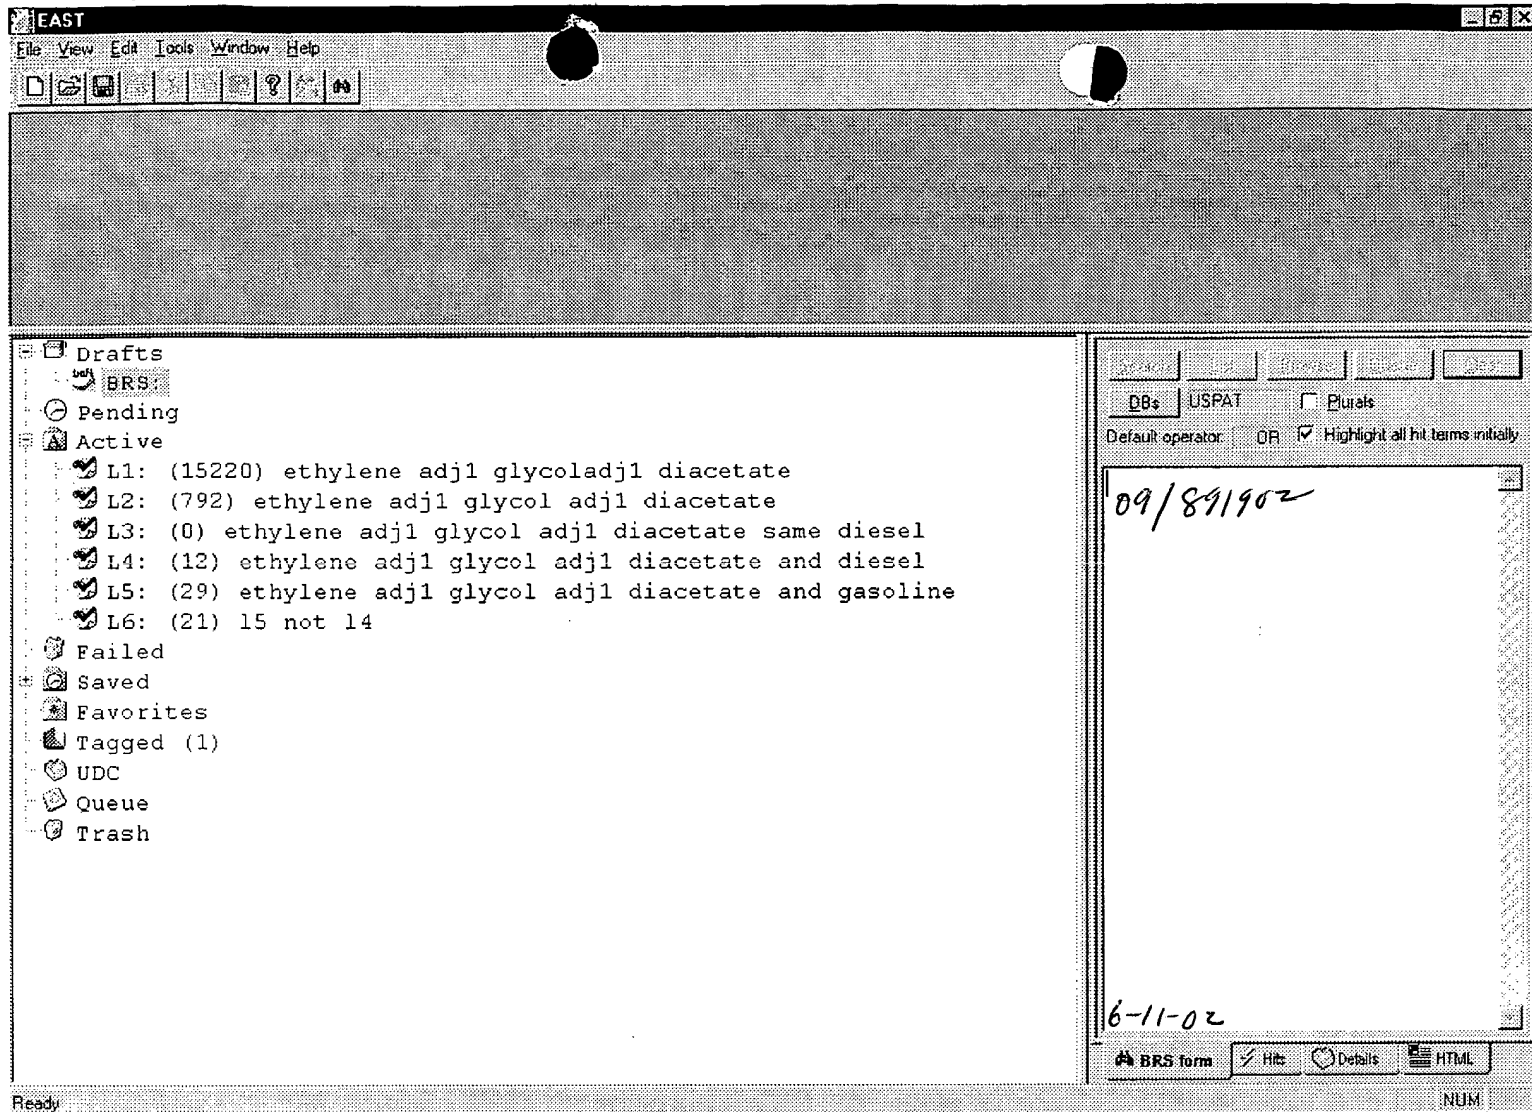 EAST
File View Edit Tools Window Help
Drafts
BRS:
Pending
Active
L1: (15220) ethylene adj1 glycoladj1 diacetate
L2: (792) ethylene adj1 glycol adj1 diacetate
L3: (0) ethylene adj1 glycol adj1 diacetate same diesel
L4: (12) ethylene adj1 glycol adj1 diacetate and diesel
L5: (29) ethylene adj1 glycol adj1 diacetate and gasoline
L6: (21) l5 not l4
Failed
Saved
Favorites
Tagged (1)
UDC
Queue
Trash
DBs USPAT Plurals
Default operator: OR Highlight all hit terms initially
09/891902
6-11-02
BRS form Hits Details HTML
Ready NUM